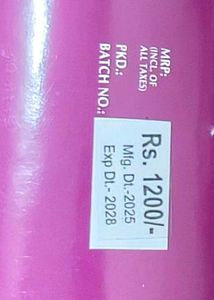 MRP:
(INCL. OF
ALL TAXES)
PKD.:
BATCH NO.:
Rs. 1200/-
Mfg. Dt.-2025
Exp Dt.- 2028